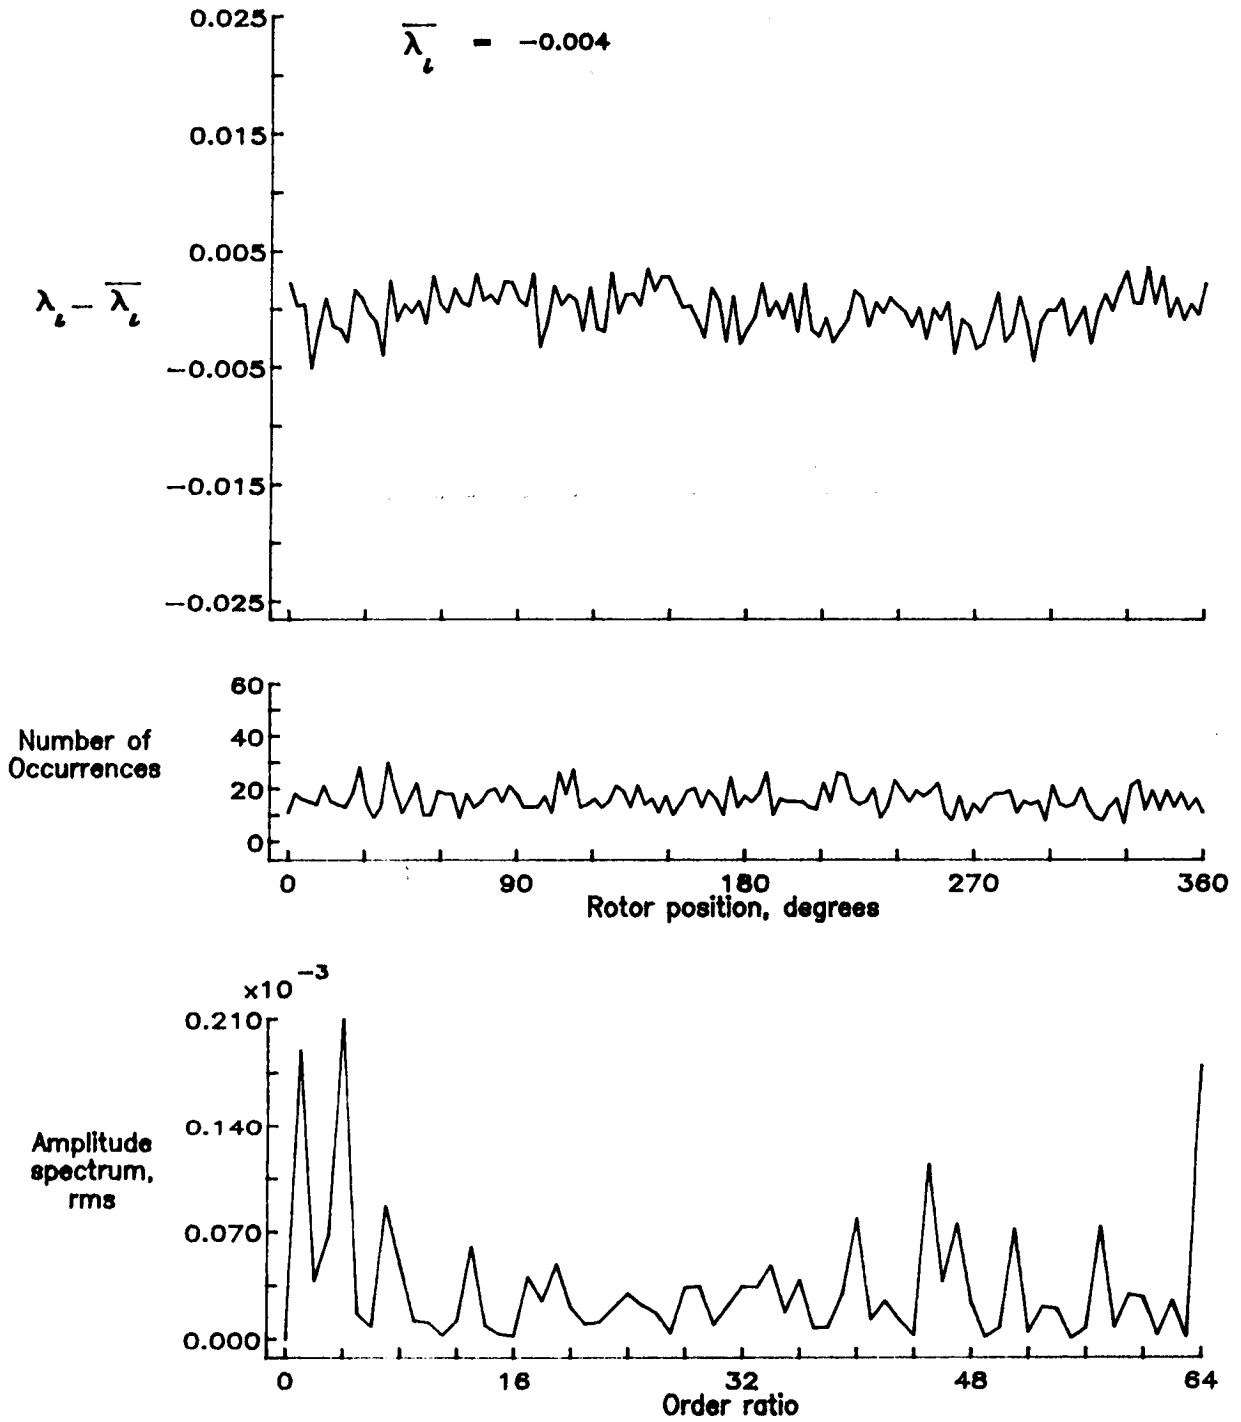 0.025
λ̅ᵢ = −0.004
0.015
0.005
λᵢ − λ̅ᵢ
−0.005
−0.015
−0.025
60
Number of
Occurrences
40
20
0
0 90 180 270 360
Rotor position, degrees
×10⁻³
0.210
0.140
Amplitude
spectrum,
rms
0.070
0.000
0 16 32 48 64
Order ratio